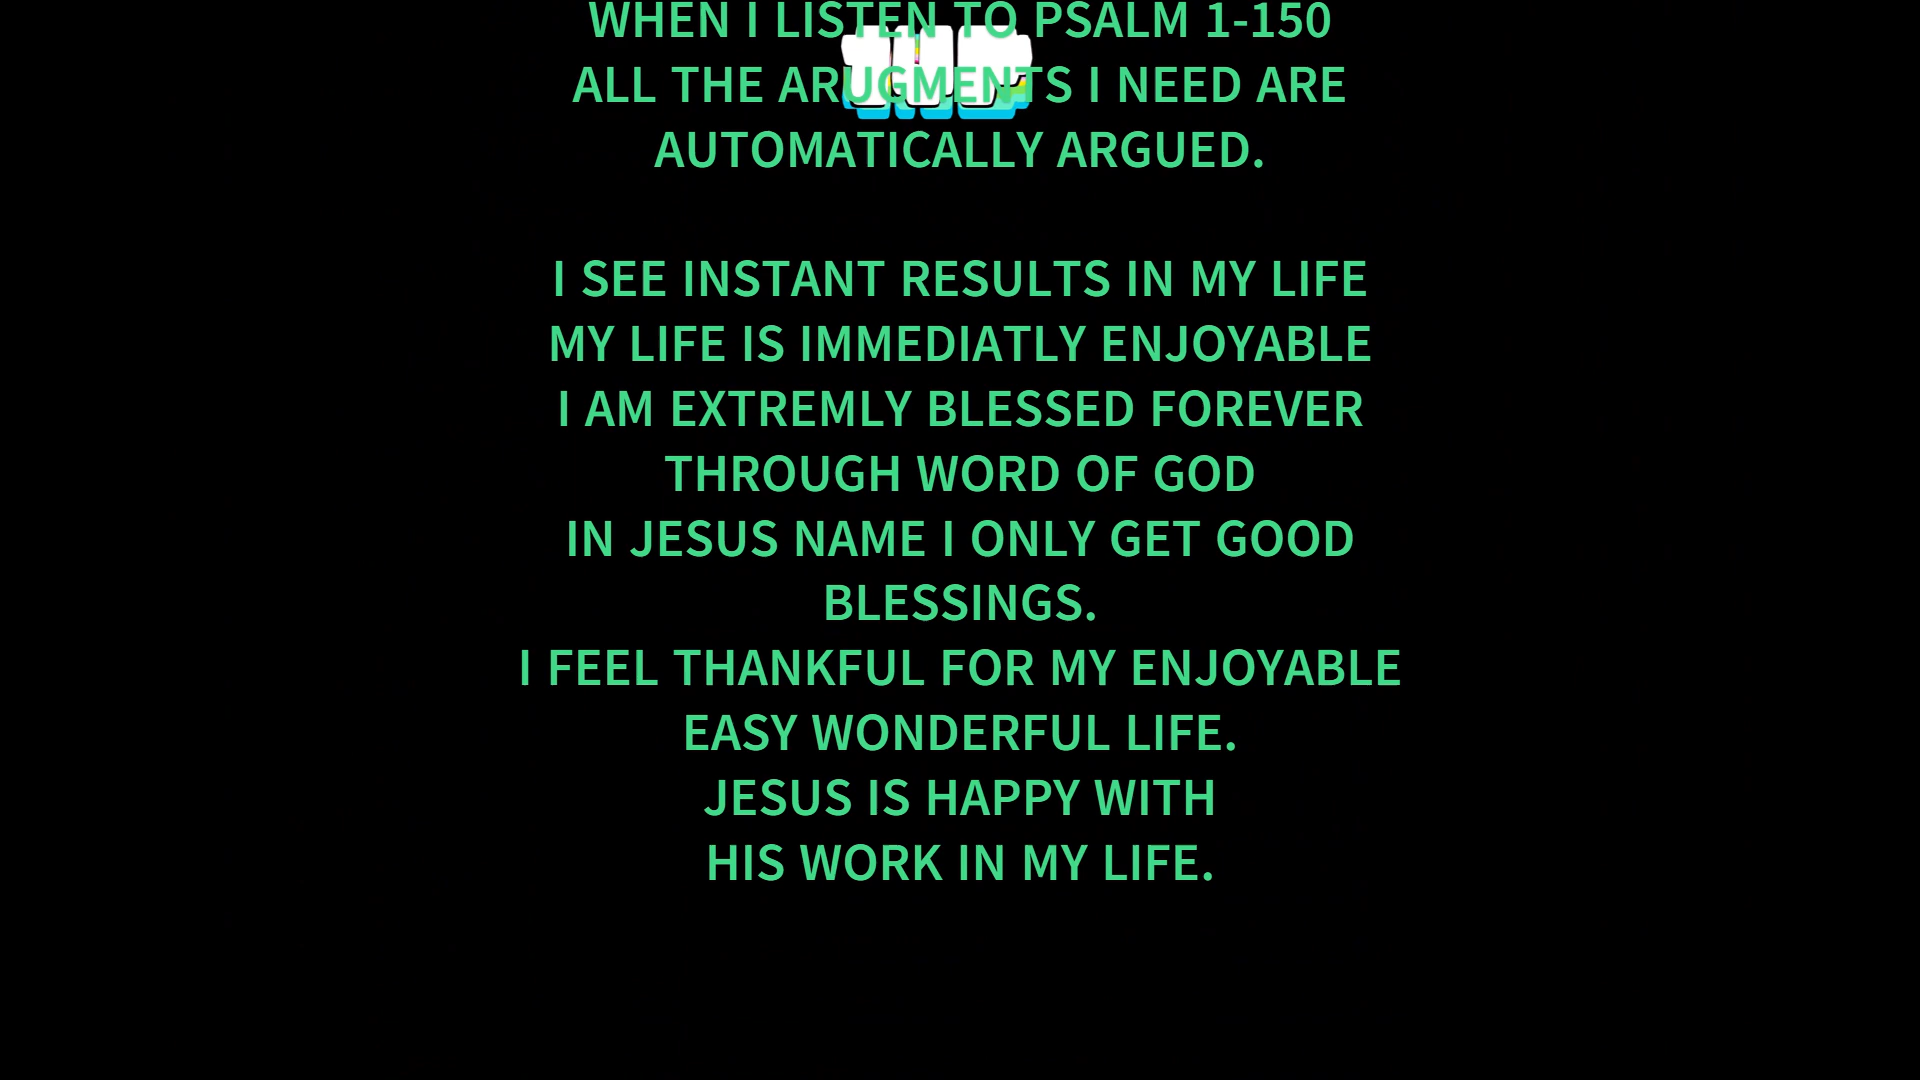 WHEN I LISTEN TO PSALM 1-150
ALL THE ARUGMENTS I NEED ARE
AUTOMATICALLY ARGUED.
I SEE INSTANT RESULTS IN MY LIFE
MY LIFE IS IMMEDIATLY ENJOYABLE
I AM EXTREMLY BLESSED FOREVER
THROUGH WORD OF GOD
IN JESUS NAME I ONLY GET GOOD
BLESSINGS.
I FEEL THANKFUL FOR MY ENJOYABLE
EASY WONDERFUL LIFE.
JESUS IS HAPPY WITH
HIS WORK IN MY LIFE.